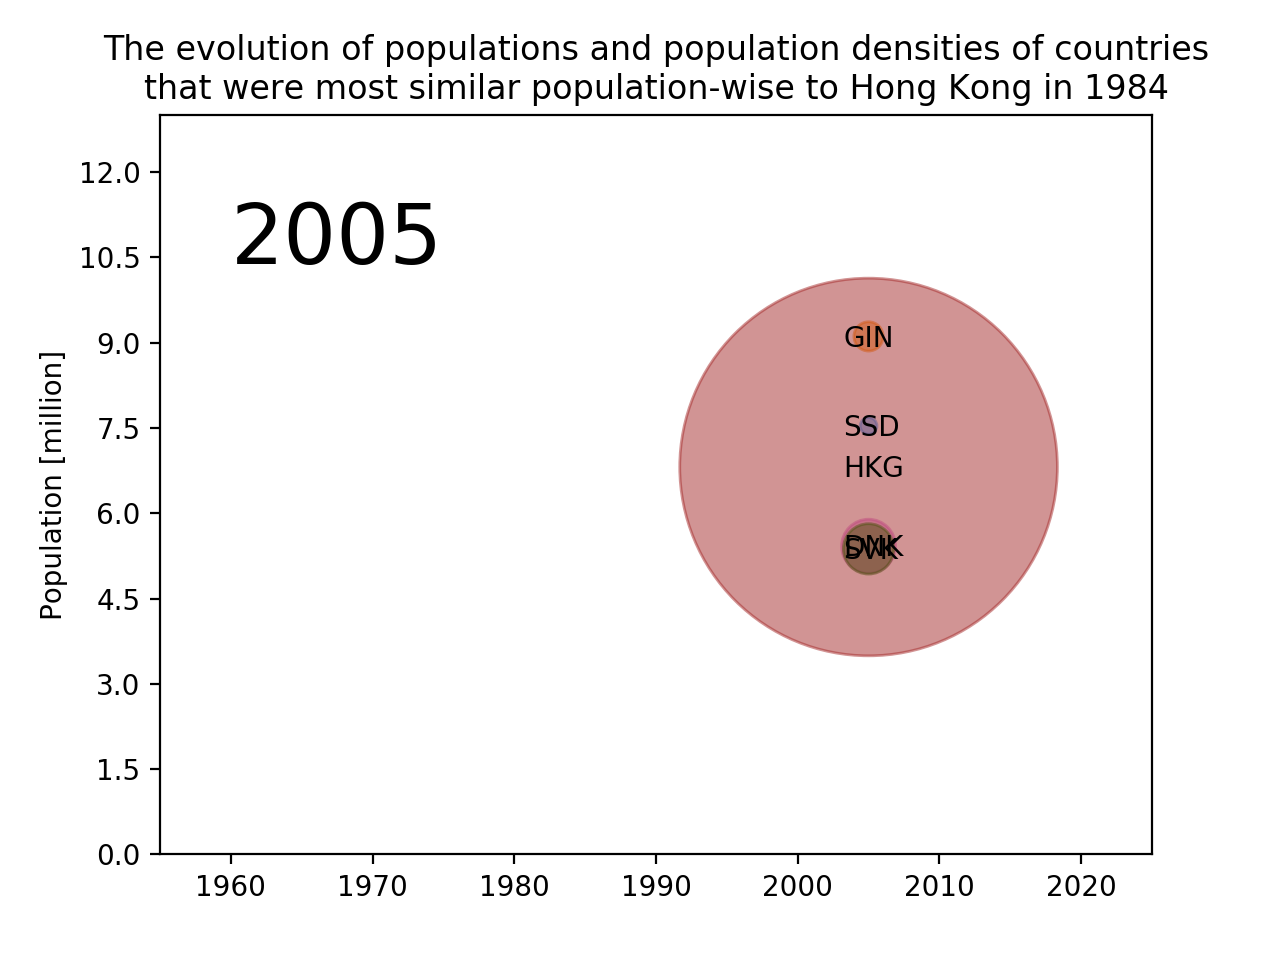 The evolution of populations and population densities of countries
that were most similar population-wise to Hong Kong in 1984
12.0
10.5
9.0
7.5
6.0
4.5
3.0
1.5
0.0
Population [million]
2005
GIN
SSD
HKG
DNK
SVK
1960 1970 1980 1990 2000 2010 2020